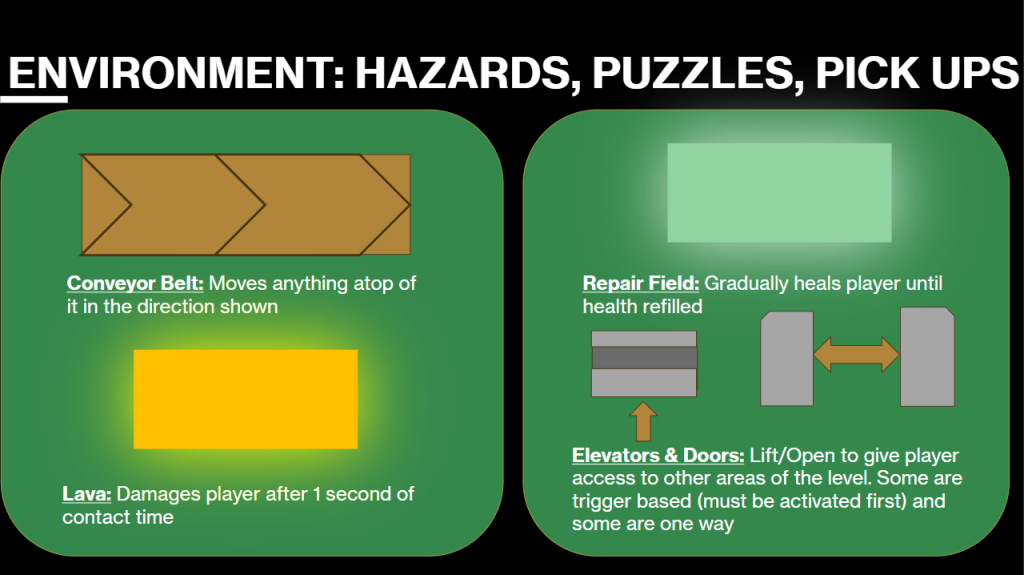 ENVIRONMENT: HAZARDS, PUZZLES, PICK UPS
Conveyor Belt: Moves anything atop of
it in the direction shown
Lava: Damages player after 1 second of
contact time
Repair Field: Gradually heals player until
health refilled
Elevators & Doors: Lift/Open to give player
access to other areas of the level. Some are
trigger based (must be activated first) and
some are one way